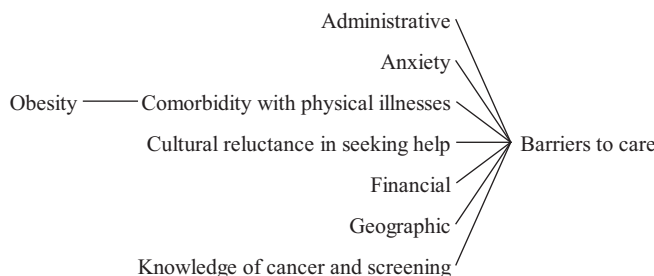 Administrative
Anxiety
Obesity Comorbidity with physical illnesses
Cultural reluctance in seeking help Barriers to care
Financial
Geographic
Knowledge of cancer and screening